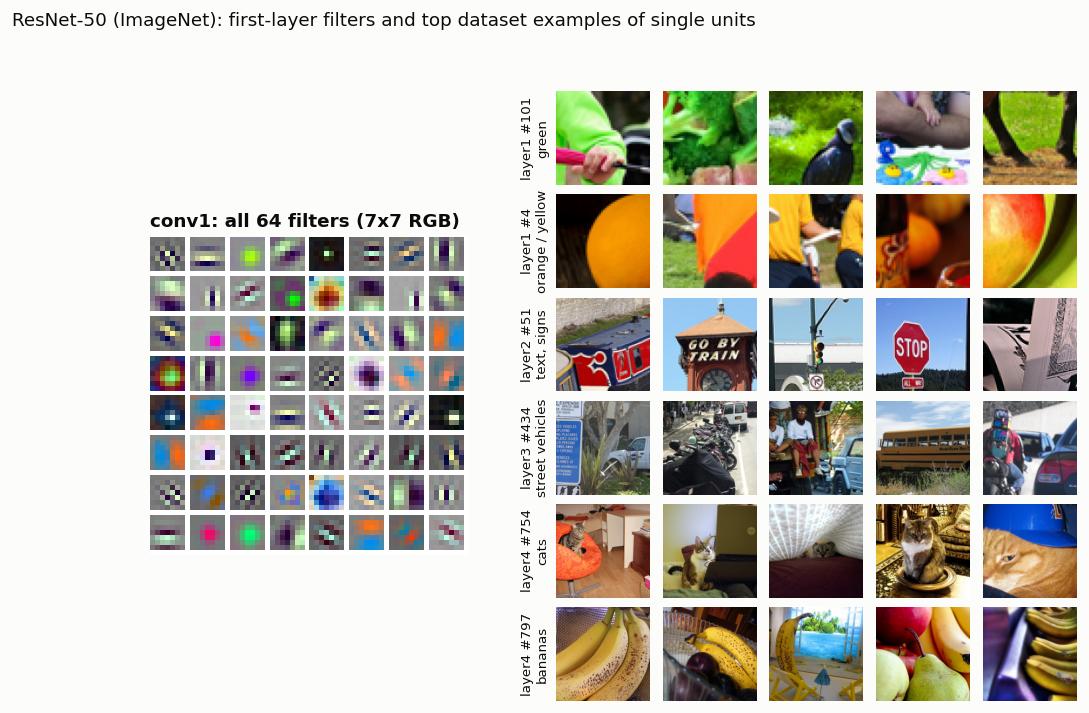 ResNet-50 (ImageNet): first-layer filters and top dataset examples of single units
conv1: all 64 filters (7x7 RGB)
layer1 #101
green
layer1 #4
orange / yellow
layer2 #51
text, signs
GO BY
TRAIN
STOP
ALL WAY
layer3 #434
street vehicles
layer4 #754
cats
layer4 #797
bananas